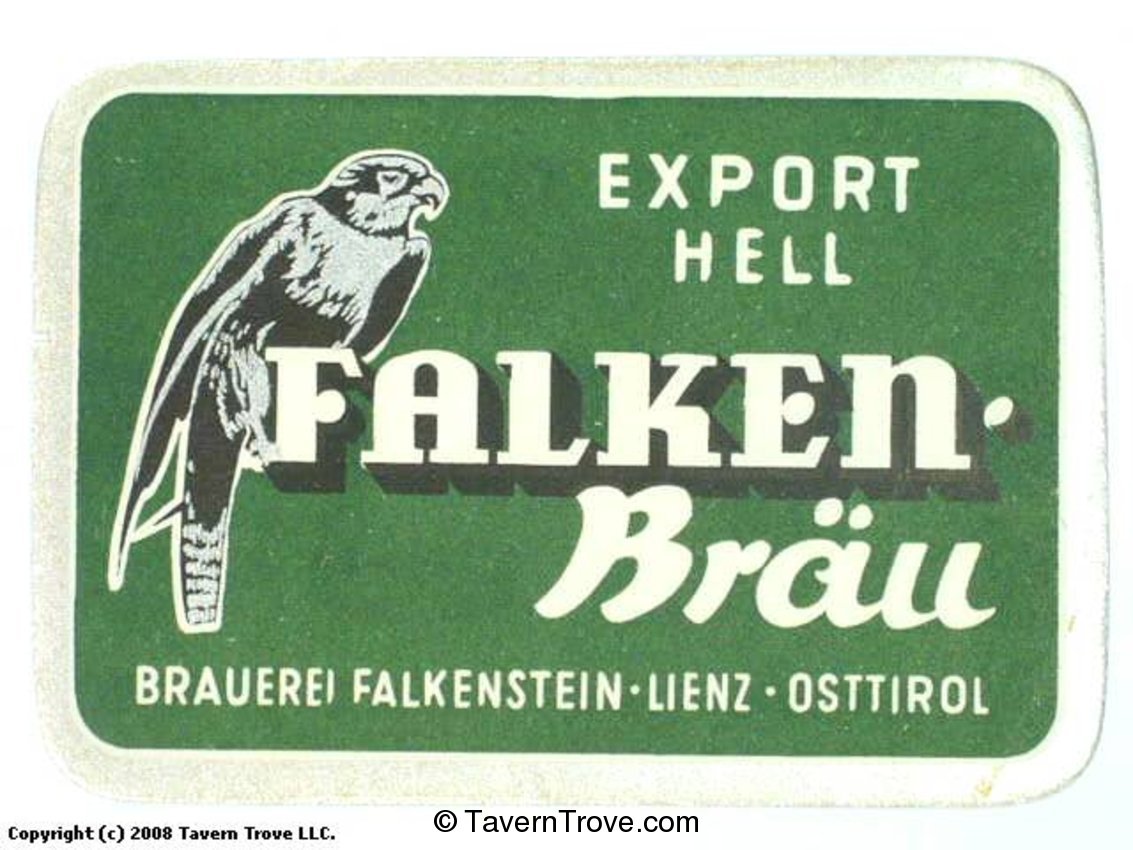 EXPORT
HELL
FALKEN-
Bräu
BRAUEREI FALKENSTEIN · LIENZ · OSTTIROL
© TavernTrove.com
Copyright (c) 2008 Tavern Trove LLC.